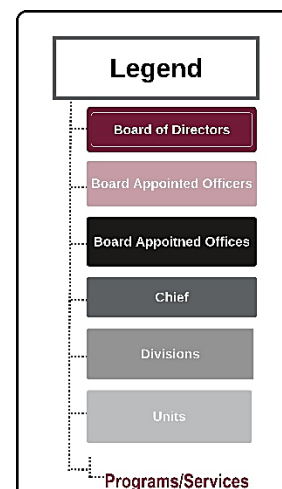 Legend
Board of Directors
Board Appointed Officers
Board Appoitned Offices
Chief
Divisions
Units
Programs/Services